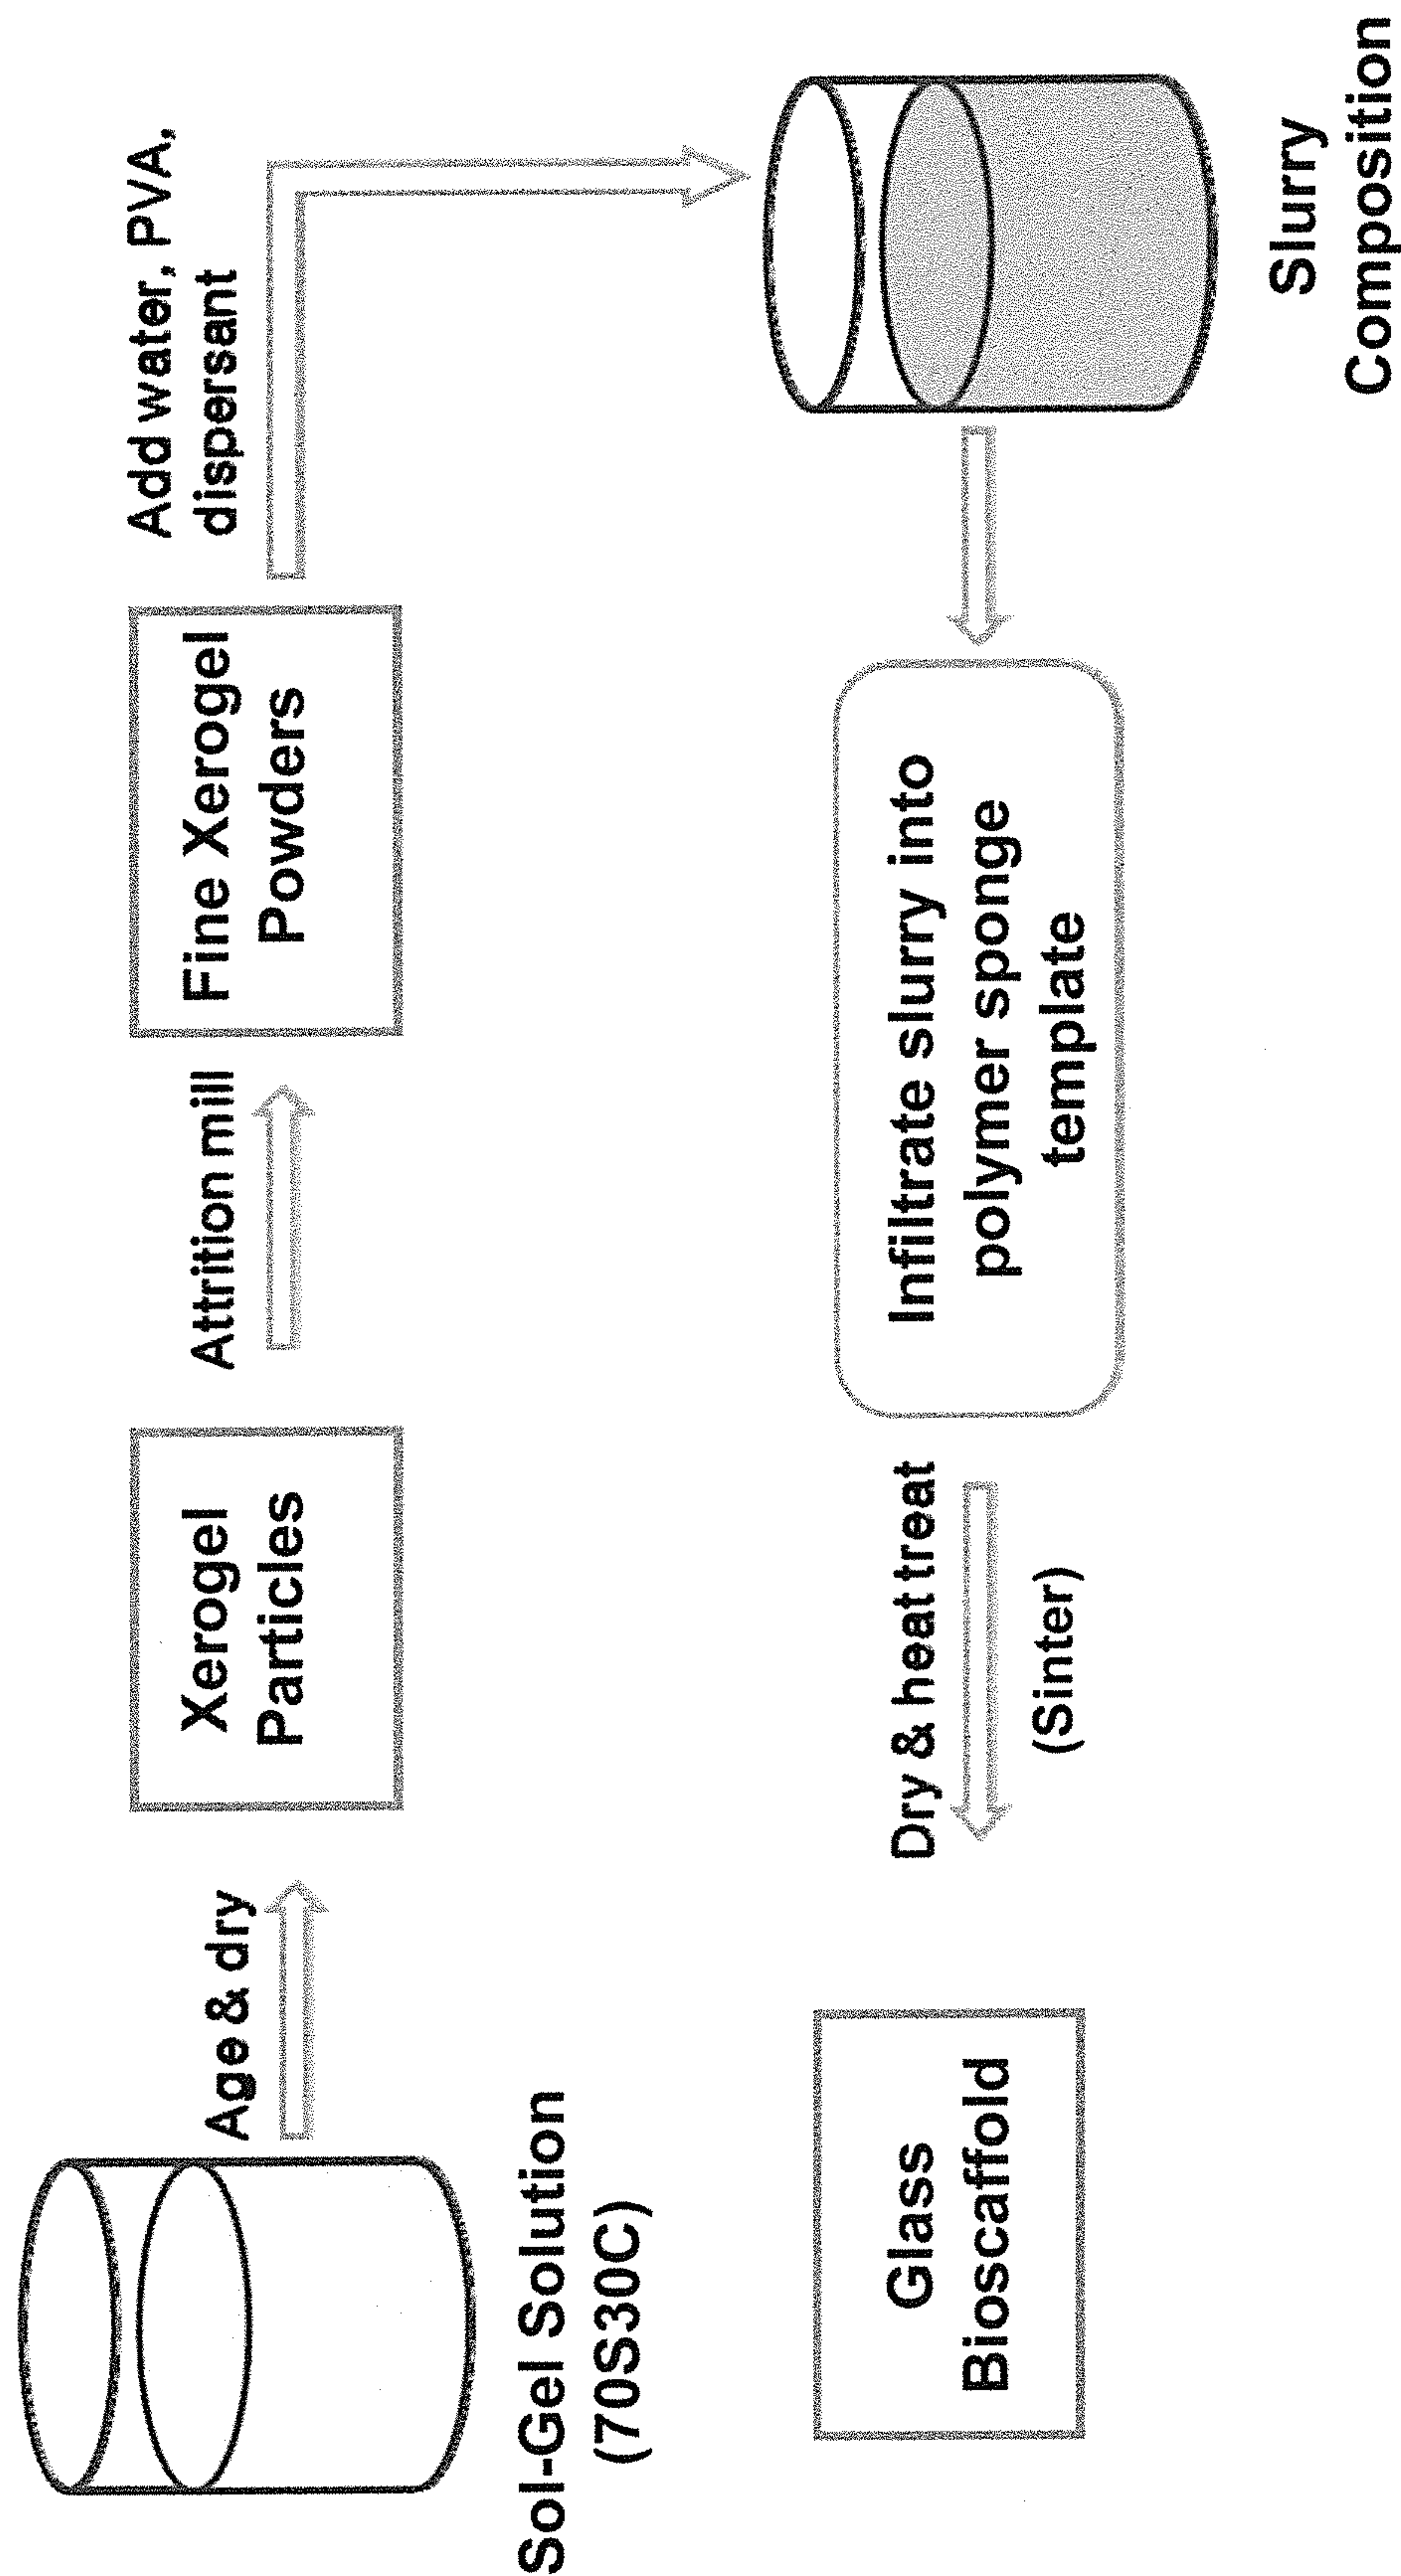 Sol-Gel Solution
(70S30C)
Age & dry
Xerogel
Particles
Attrition mill
Fine Xerogel
Powders
Add water, PVA,
dispersant
Slurry
Composition
Infiltrate slurry into
polymer sponge
template
Dry & heat treat
(Sinter)
Glass
Bioscaffold